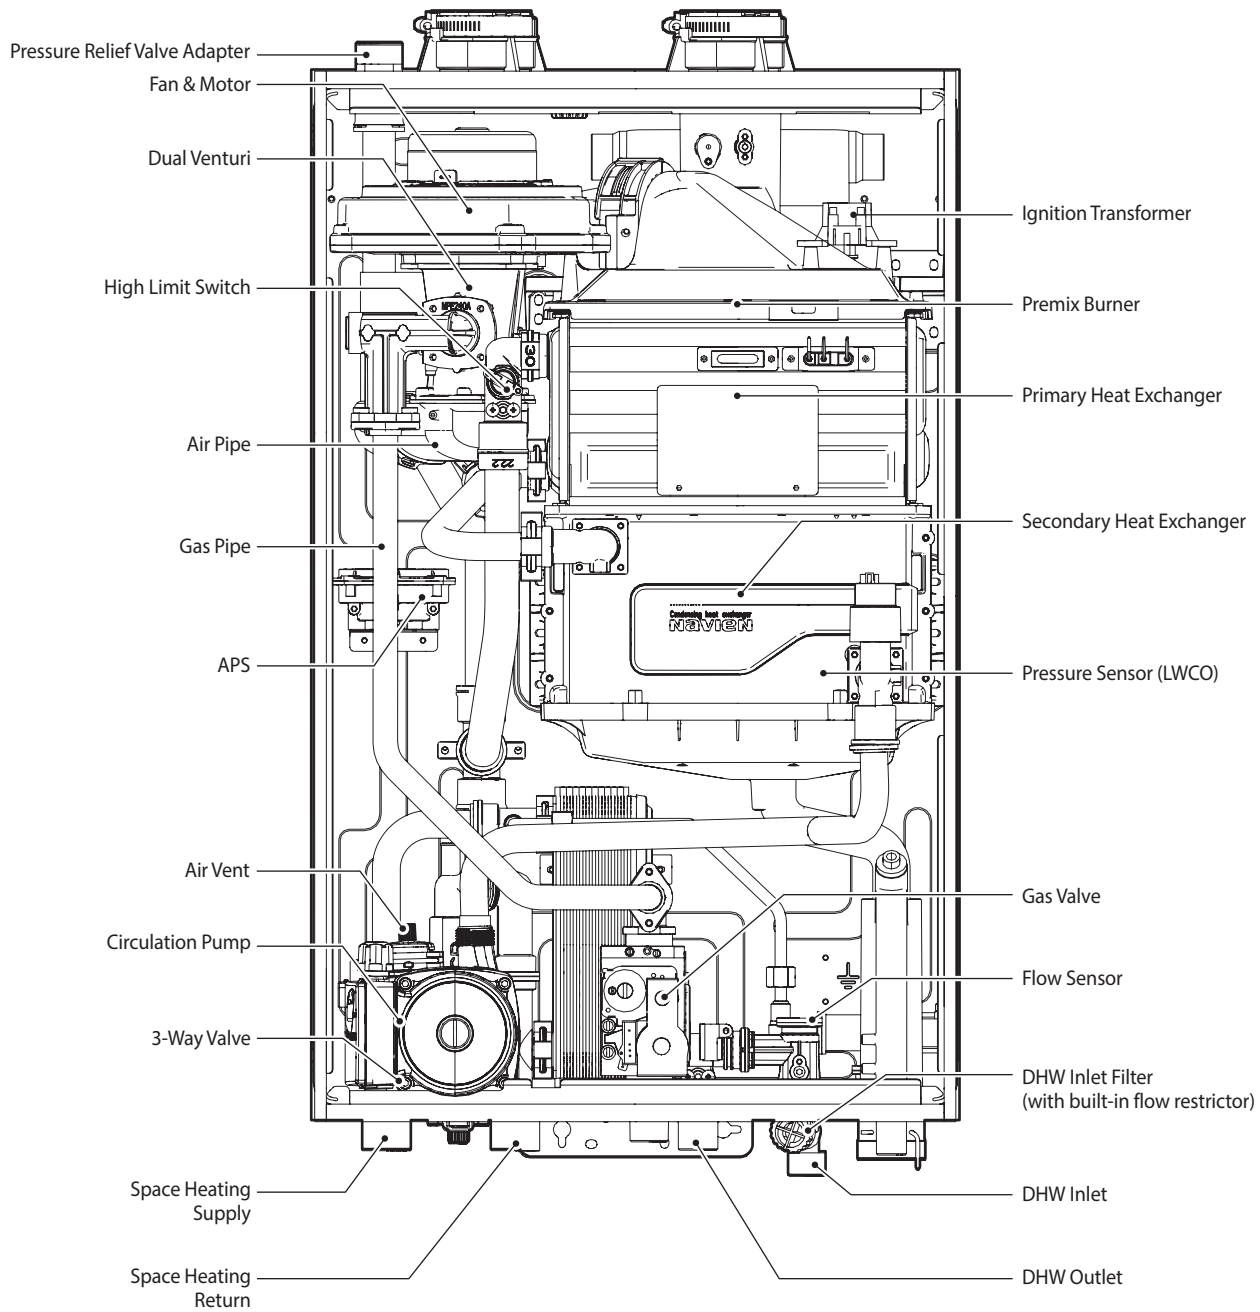 Pressure Relief Valve Adapter
Fan & Motor
Dual Venturi
High Limit Switch
Air Pipe
Gas Pipe
APS
Air Vent
Circulation Pump
3-Way Valve
Space Heating
Supply
Space Heating
Return
30
22.2
Condensing heat exchanger
NAVIEN
Ignition Transformer
Premix Burner
Primary Heat Exchanger
Secondary Heat Exchanger
Pressure Sensor (LWCO)
Gas Valve
Flow Sensor
DHW Inlet Filter
(with built-in flow restrictor)
DHW Inlet
DHW Outlet